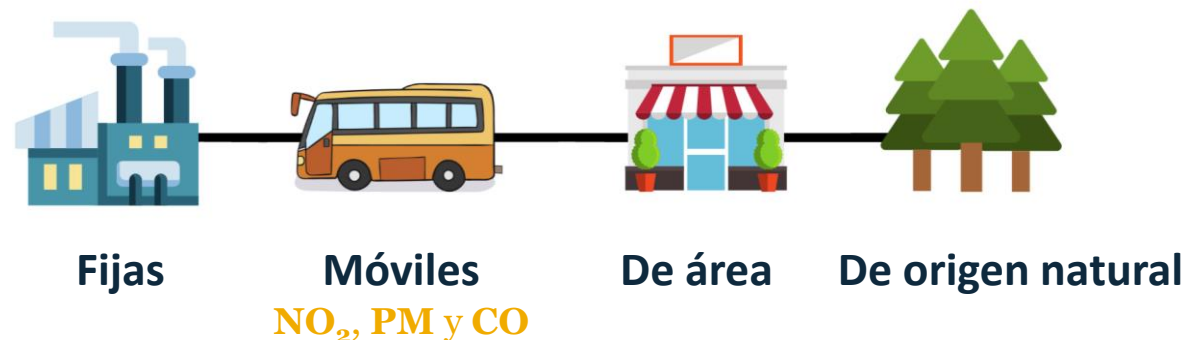 Fijas Móviles De área De origen natural
NO₂, PM y CO